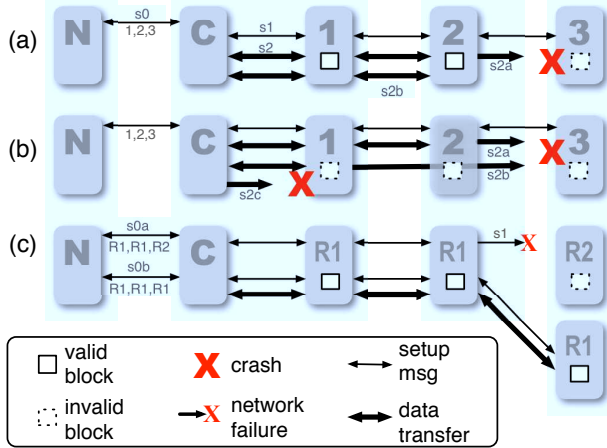 (a)
N
s0
1,2,3
C
s1
s2
1
s2b
2
s2a
3
X
(b)
N
1,2,3
C
s2c
X
1
2
s2a
s2b
X
3
(c)
N
s0a
R1,R1,R2
s0b
R1,R1,R1
C
R1
R1
s1
X
R2
R1
valid
block
X
crash
setup
msg
invalid
block
X
network
failure
data
transfer